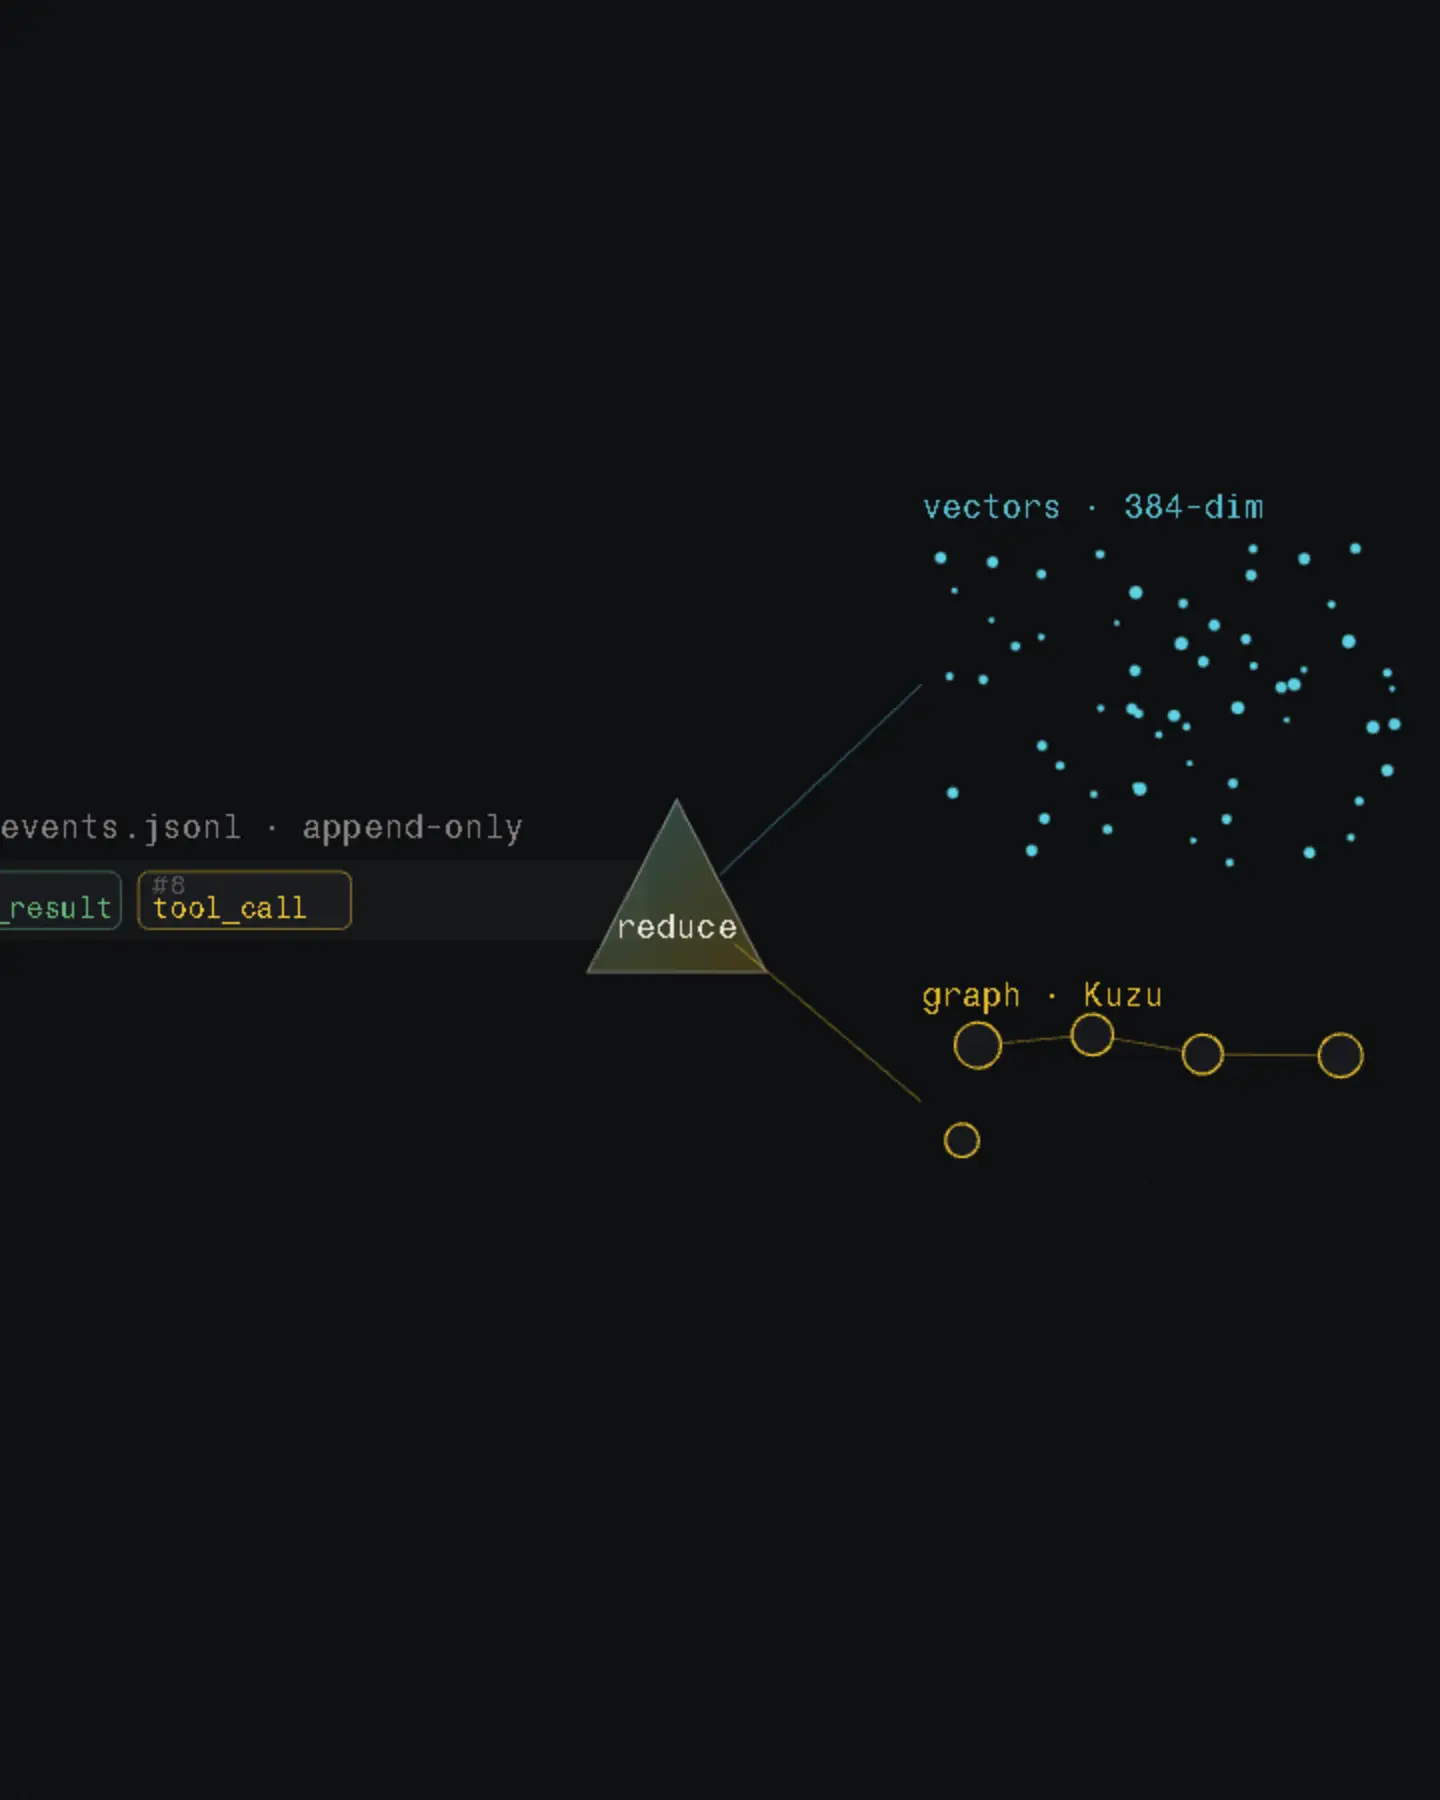 vectors · 384-dim
events.jsonl · append-only
_result
#8
tool_call
reduce
graph · Kuzu